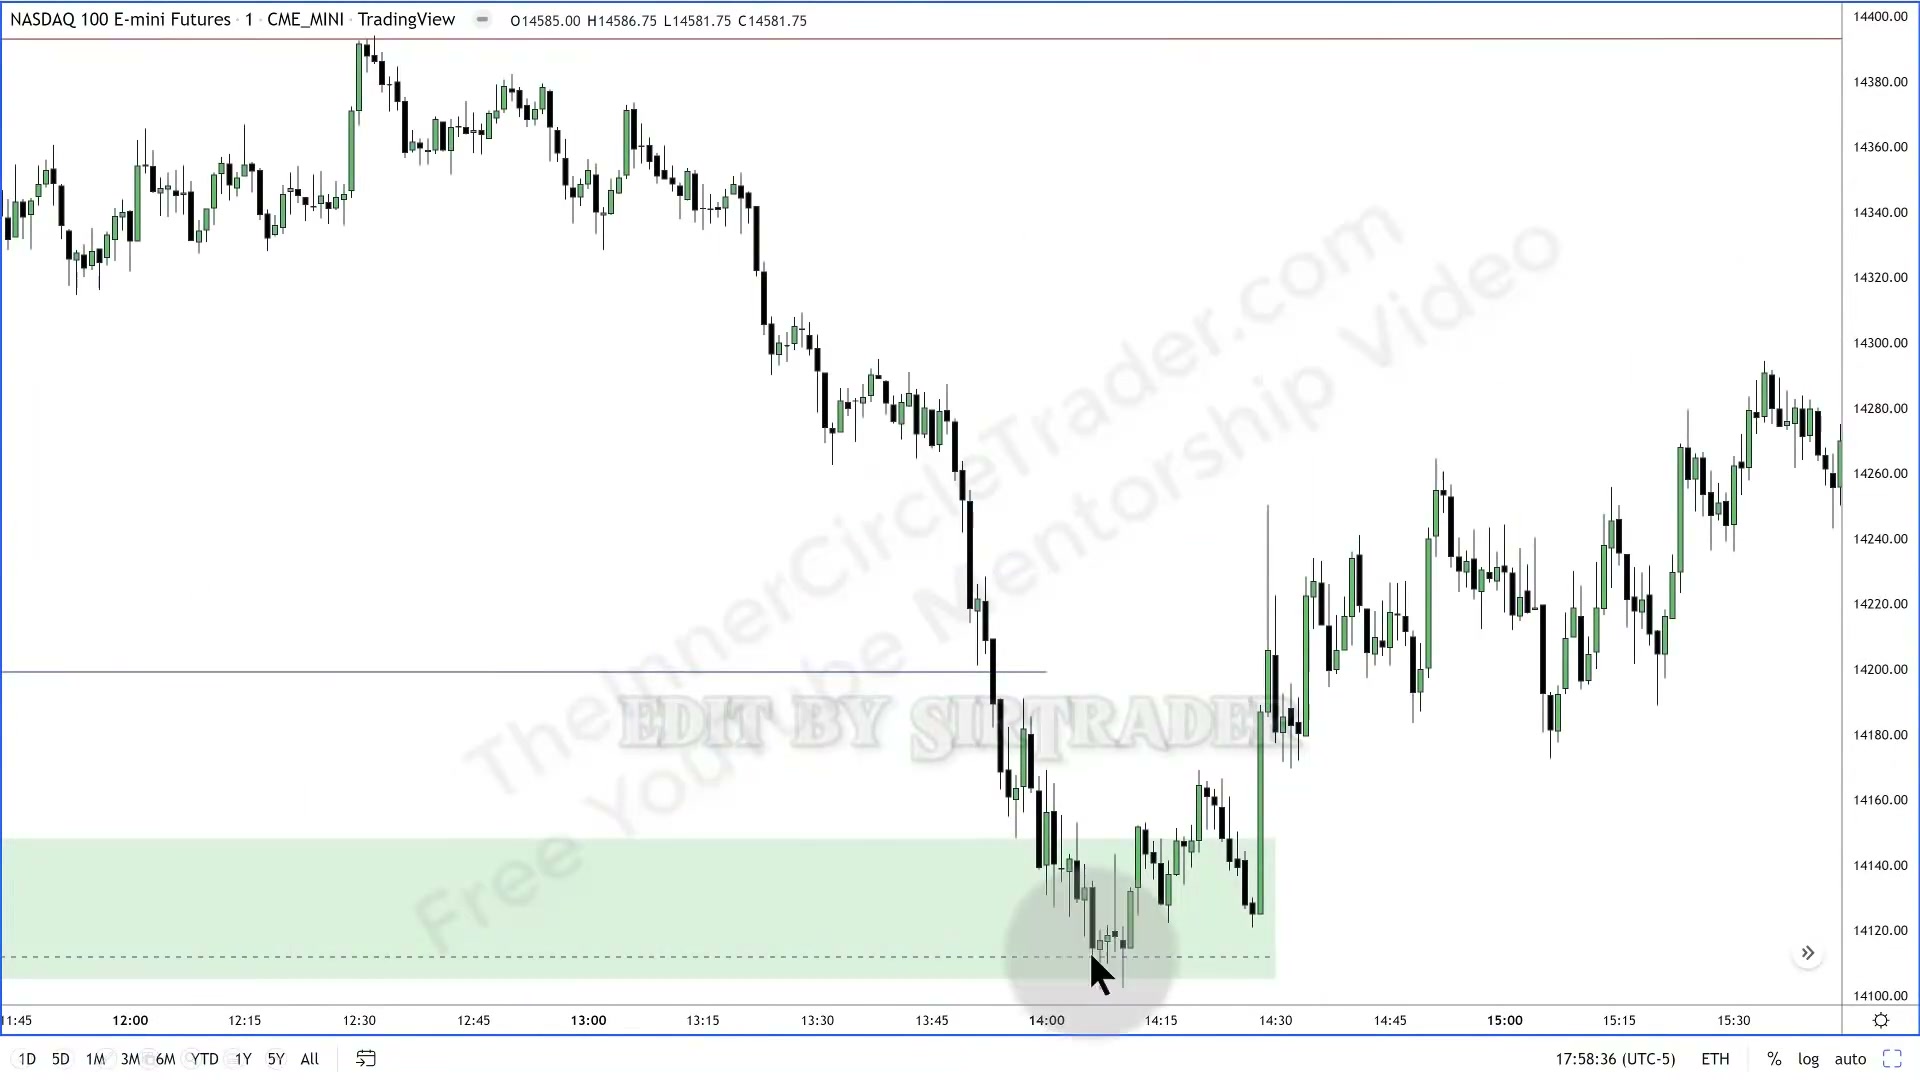 NASDAQ 100 E-mini Futures · 1 · CME_MINI · TradingView O14585.00 H14586.75 L14581.75 C14581.75
14400.00
14380.00
14360.00
14340.00
14320.00
14300.00
14280.00
14260.00
14240.00
14220.00
14200.00
14180.00
14160.00
14140.00
14120.00
14100.00
TheInnerCircleTrader.com
Free YouTube Mentorship Video
EDIT BY SIRTRADER
11:45 12:00 12:15 12:30 12:45 13:00 13:15 13:30 13:45 14:00 14:15 14:30 14:45 15:00 15:15 15:30
1D 5D 1M 3M 6M YTD 1Y 5Y All 17:58:36 (UTC-5) ETH % log auto